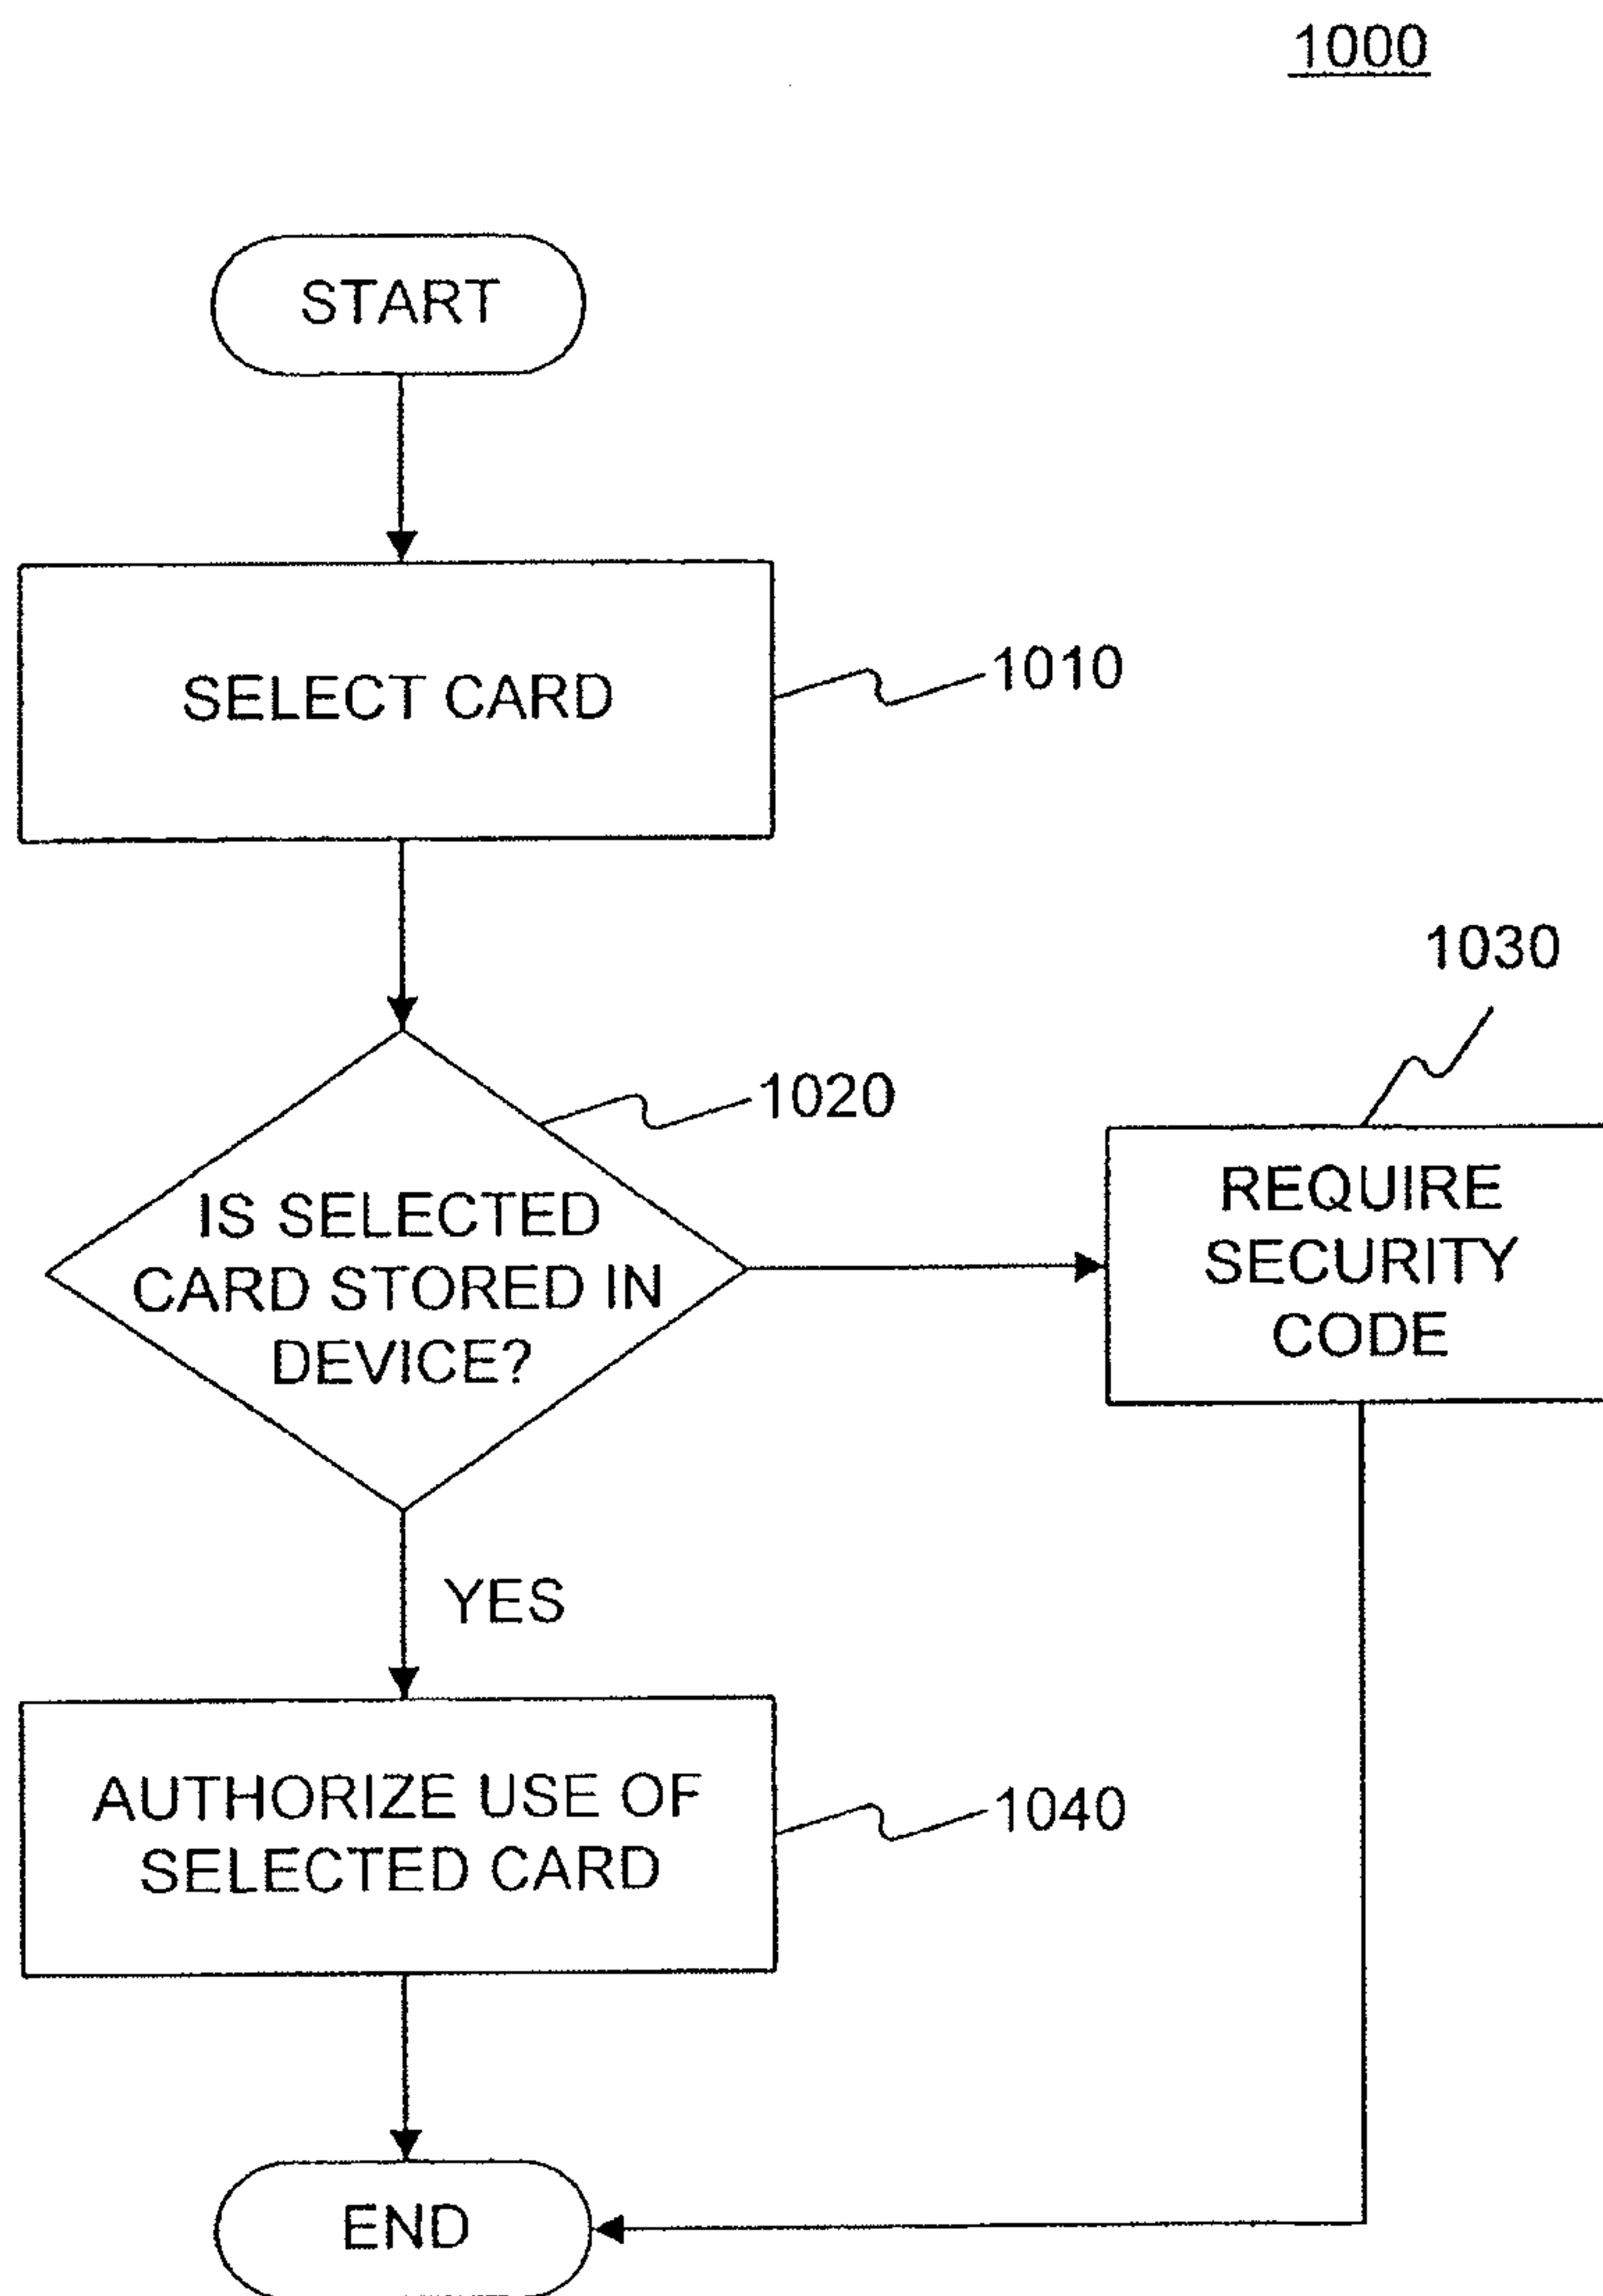 1000
START
SELECT CARD
1010
1030
1020
IS SELECTED
CARD STORED IN
DEVICE?
REQUIRE
SECURITY
CODE
YES
AUTHORIZE USE OF
SELECTED CARD
1040
END